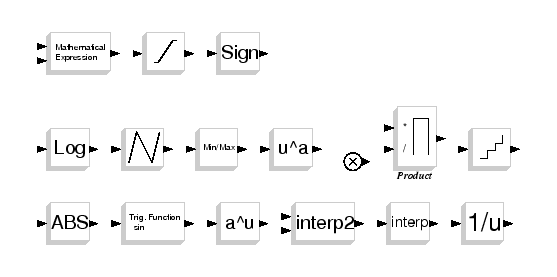 Mathematical
Expression
Sign
Log
Min/Max
u^a
*
/
Product
ABS
Trig. Function
sin
a^u
interp2
interp
1/u